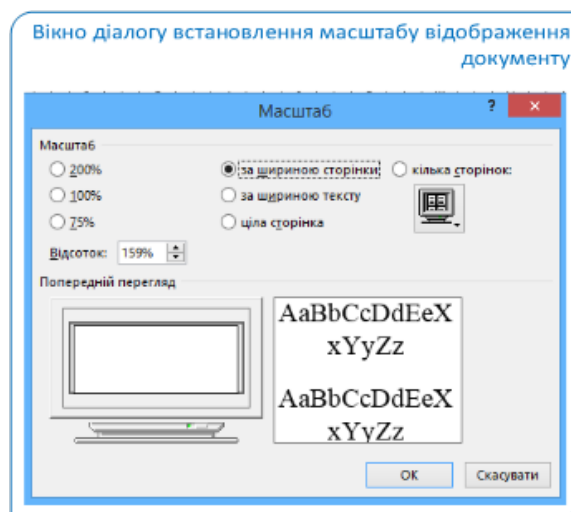 Вікно діалогу встановлення масштабу відображення
документу
Масштаб ? ×
Масштаб
200% за шириною сторінки кілька сторінок:
100% за шириною тексту
75% ціла сторінка
Відсоток: 159%
Попередній перегляд
AaBbCcDdEeX
xYyZz
AaBbCcDdEeX
xYyZz
ОК Скасувати